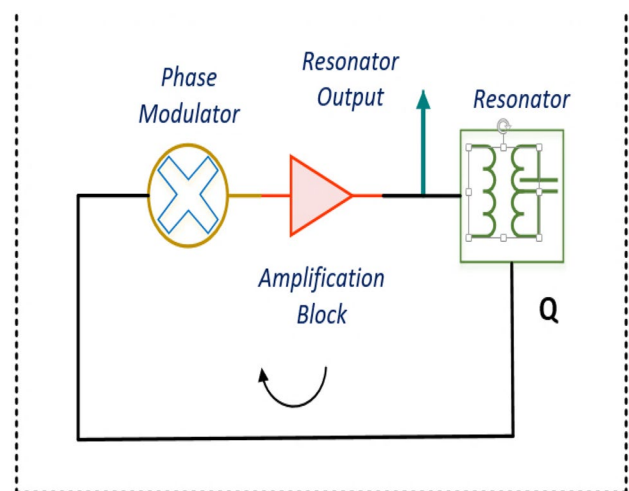 Phase
Modulator
Resonator
Output
Resonator
Amplification
Block
Q